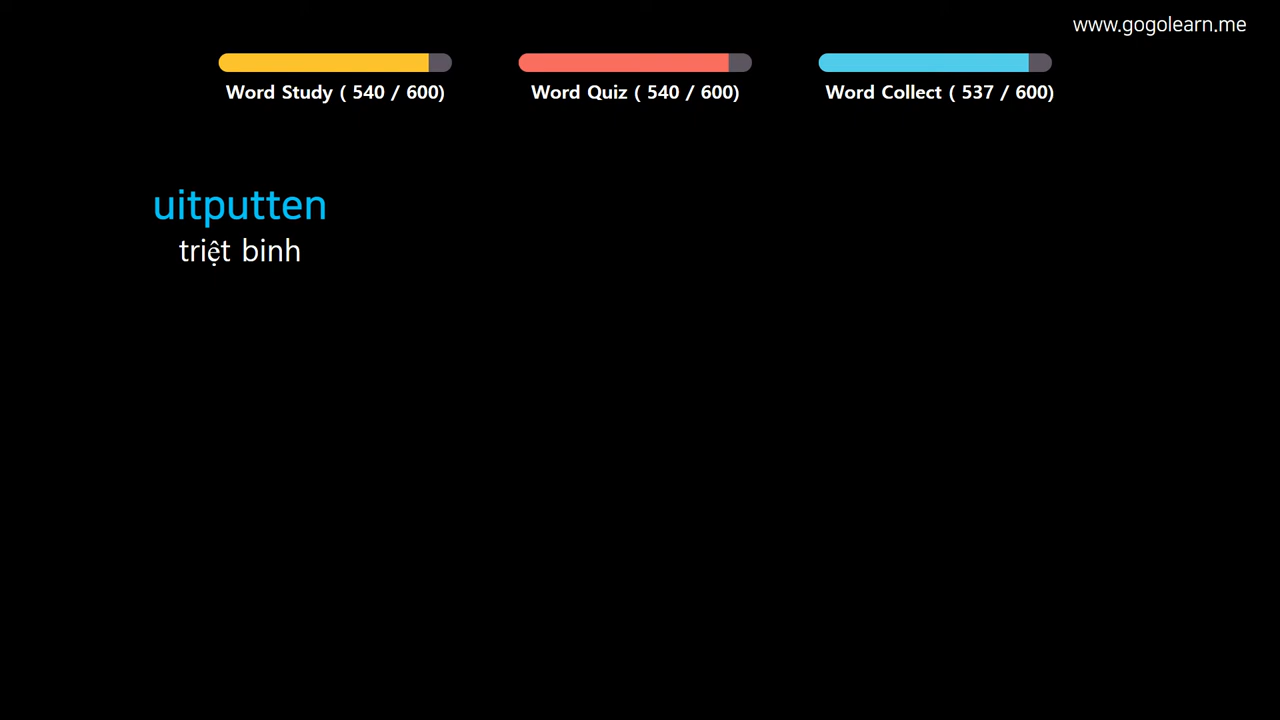 www.gogolearn.me
Word Study ( 540 / 600)
Word Quiz ( 540 / 600)
Word Collect ( 537 / 600)
uitputten
triệt binh